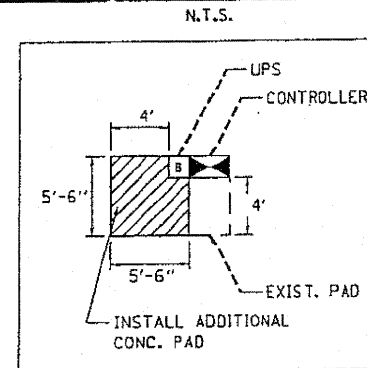 N.T.S.
UPS
CONTROLLER
4'
B
5'-6"
4'
5'-6"
EXIST. PAD
INSTALL ADDITIONAL
CONC. PAD